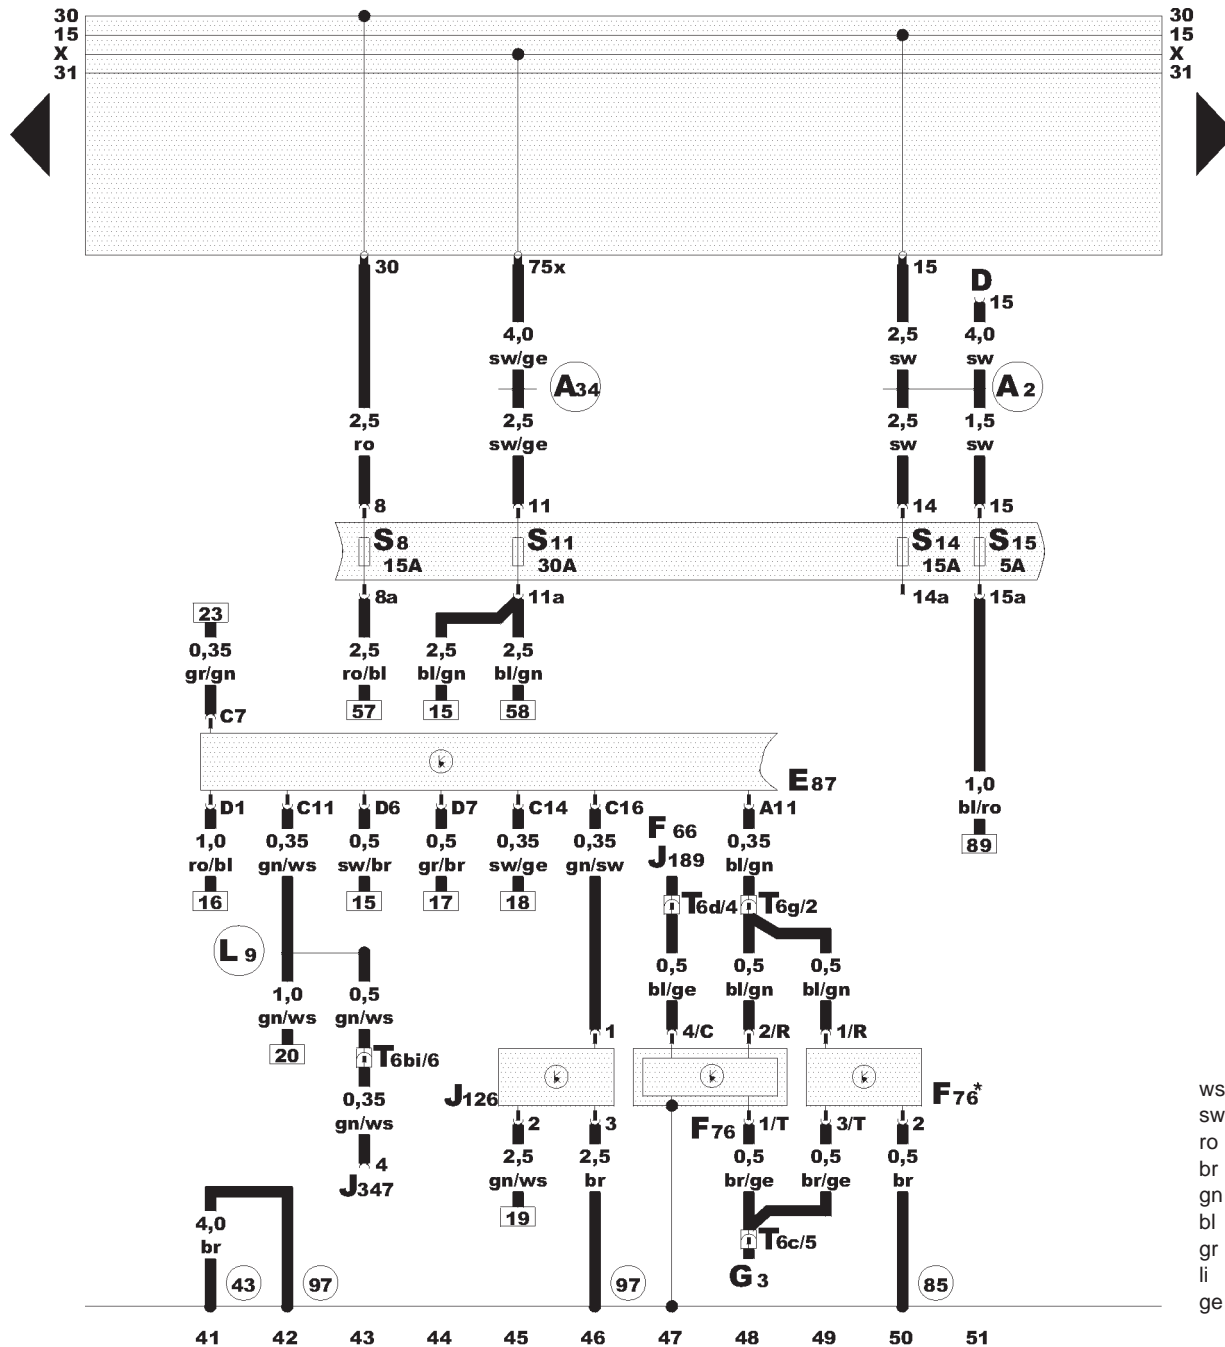 30 30
15 15
X X
31 31
30 75x 15 D 15
4,0 2,5 4,0
sw/ge sw sw
A34 A2
2,5 2,5 2,5 1,5
ro sw/ge sw sw
8 11 14 15
S8 S11 S14 S15
15A 30A 15A 5A
8a 11a 14a 15a
23
0,35 2,5 2,5 2,5
gr/gn ro/bl bl/gn bl/gn
57 15 58
C7
E87
1,0
bl/ro
89
D1 C11 D6 D7 C14 C16 A11
F66
J189
1,0 0,35 0,5 0,5 0,35 0,35 0,35
ro/bl gn/ws sw/br gr/br sw/ge gn/sw bl/gn
16 15 17 18
T6d/4 T6g/2
L9
0,5 0,5 0,5
bl/ge bl/gn bl/gn
1,0 0,5
gn/ws gn/ws
1 4/C 2/R 1/R
20 T6bi/6
J126 F76*
0,35
gn/ws
2 3 F76 1/T 3/T 2
4
J347
2,5 2,5 0,5 0,5 0,5
gn/ws br br/ge br/ge br
19
4,0
br
T6c/5
G3
43 97 97 85
41 42 43 44 45 46 47 48 49 50 51
ws
sw
ro
br
gn
bl
gr
li
ge